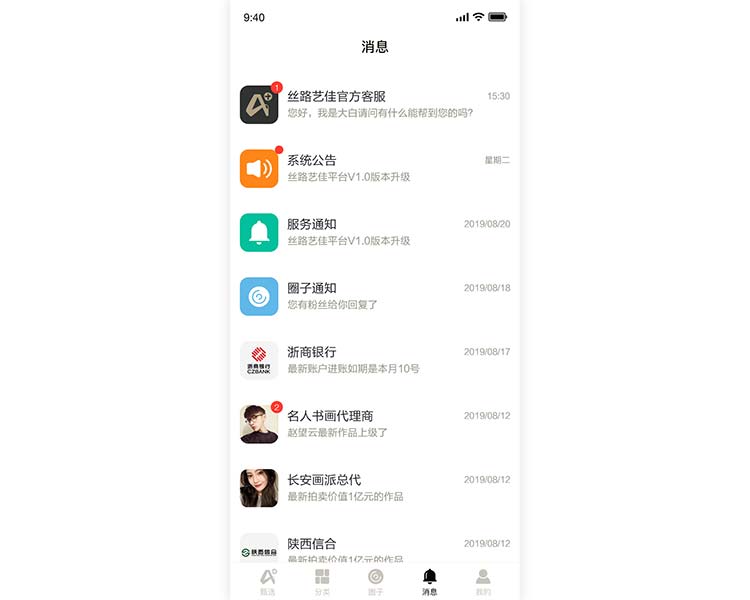 9:40
消息
1
丝路艺佳官方客服
15:30
您好，我是大白请问有什么能帮到您的吗？
系统公告
星期二
丝路艺佳平台V1.0版本升级
服务通知
2019/08/20
丝路艺佳平台V1.0版本升级
圈子通知
2019/08/18
您有粉丝给你回复了
浙商银行
CZBANK
浙商银行
2019/08/17
最新账户进账如期是本月10号
2
名人书画代理商
2019/08/12
赵望云最新作品上级了
长安画派总代
2019/08/12
最新拍卖价值1亿元的作品
陕西信合
陕西信合
2019/08/12
最新拍卖价值1亿元的作品
甄选
分类
圈子
消息
我的